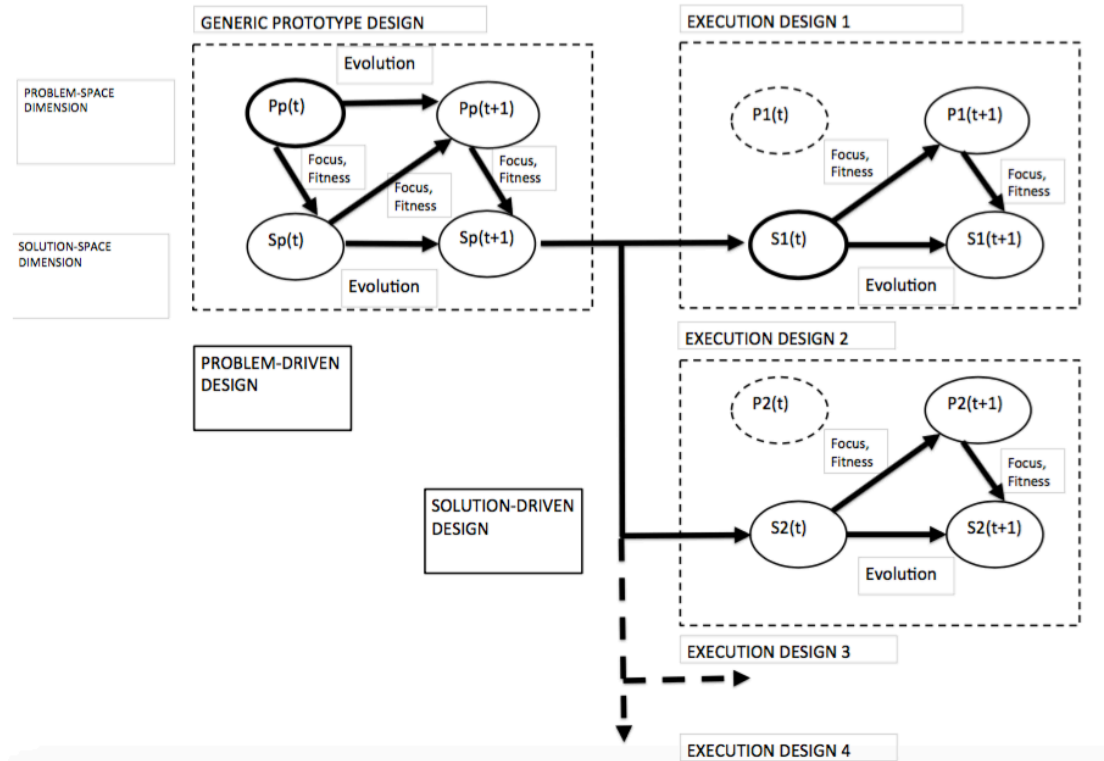 GENERIC PROTOTYPE DESIGN
EXECUTION DESIGN 1
Evolution
PROBLEM-SPACE
DIMENSION
Pp(t)
Pp(t+1)
P1(t)
P1(t+1)
Focus,
Fitness
Focus,
Fitness
Focus,
Fitness
Focus,
Fitness
Focus,
Fitness
SOLUTION-SPACE
DIMENSION
Sp(t)
Sp(t+1)
S1(t)
S1(t+1)
Evolution
Evolution
EXECUTION DESIGN 2
PROBLEM-DRIVEN
DESIGN
P2(t)
P2(t+1)
Focus,
Fitness
Focus,
Fitness
SOLUTION-DRIVEN
DESIGN
S2(t)
S2(t+1)
Evolution
EXECUTION DESIGN 3
EXECUTION DESIGN 4